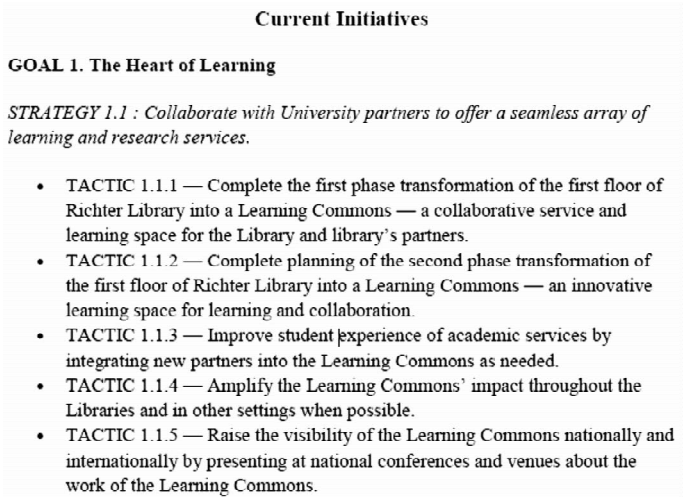 Current Initiatives
GOAL 1. The Heart of Learning
STRATEGY 1.1 : Collaborate with University partners to offer a seamless array of
learning and research services.
• TACTIC 1.1.1 — Complete the first phase transformation of the first floor of
Richter Library into a Learning Commons — a collaborative service and
learning space for the Library and library's partners.
• TACTIC 1.1.2 — Complete planning of the second phase transformation of
the first floor of Richter Library into a Learning Commons — an innovative
learning space for learning and collaboration.
• TACTIC 1.1.3 — Improve student experience of academic services by
integrating new partners into the Learning Commons as needed.
• TACTIC 1.1.4 — Amplify the Learning Commons' impact throughout the
Libraries and in other settings when possible.
• TACTIC 1.1.5 — Raise the visibility of the Learning Commons nationally and
internationally by presenting at national conferences and venues about the
work of the Learning Commons.